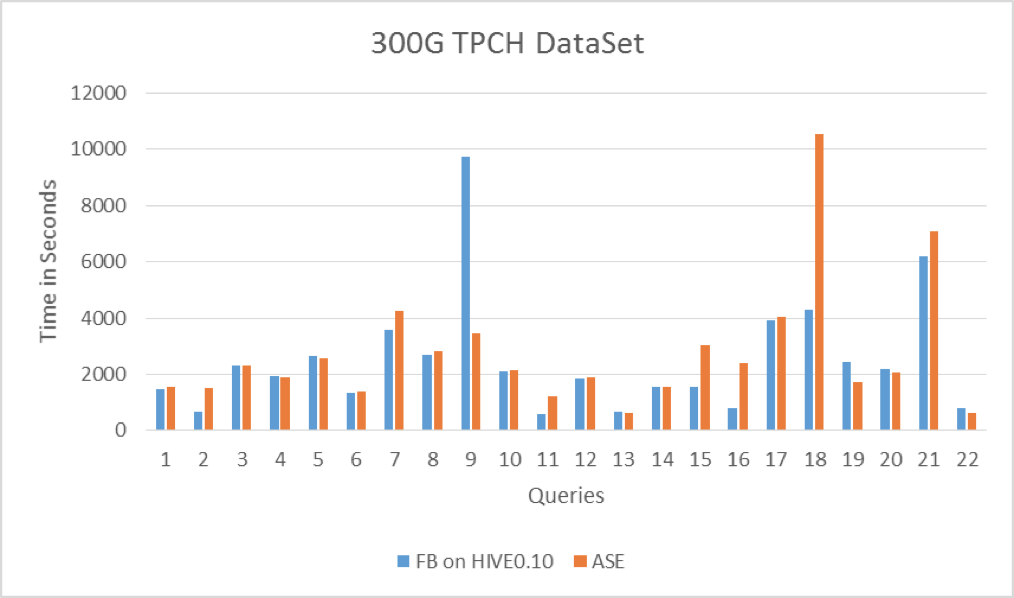 300G TPCH DataSet
12000
10000
8000
6000
4000
2000
0
Time in Seconds
1 2 3 4 5 6 7 8 9 10 11 12 13 14 15 16 17 18 19 20 21 22
Queries
FB on HIVE0.10 ASE